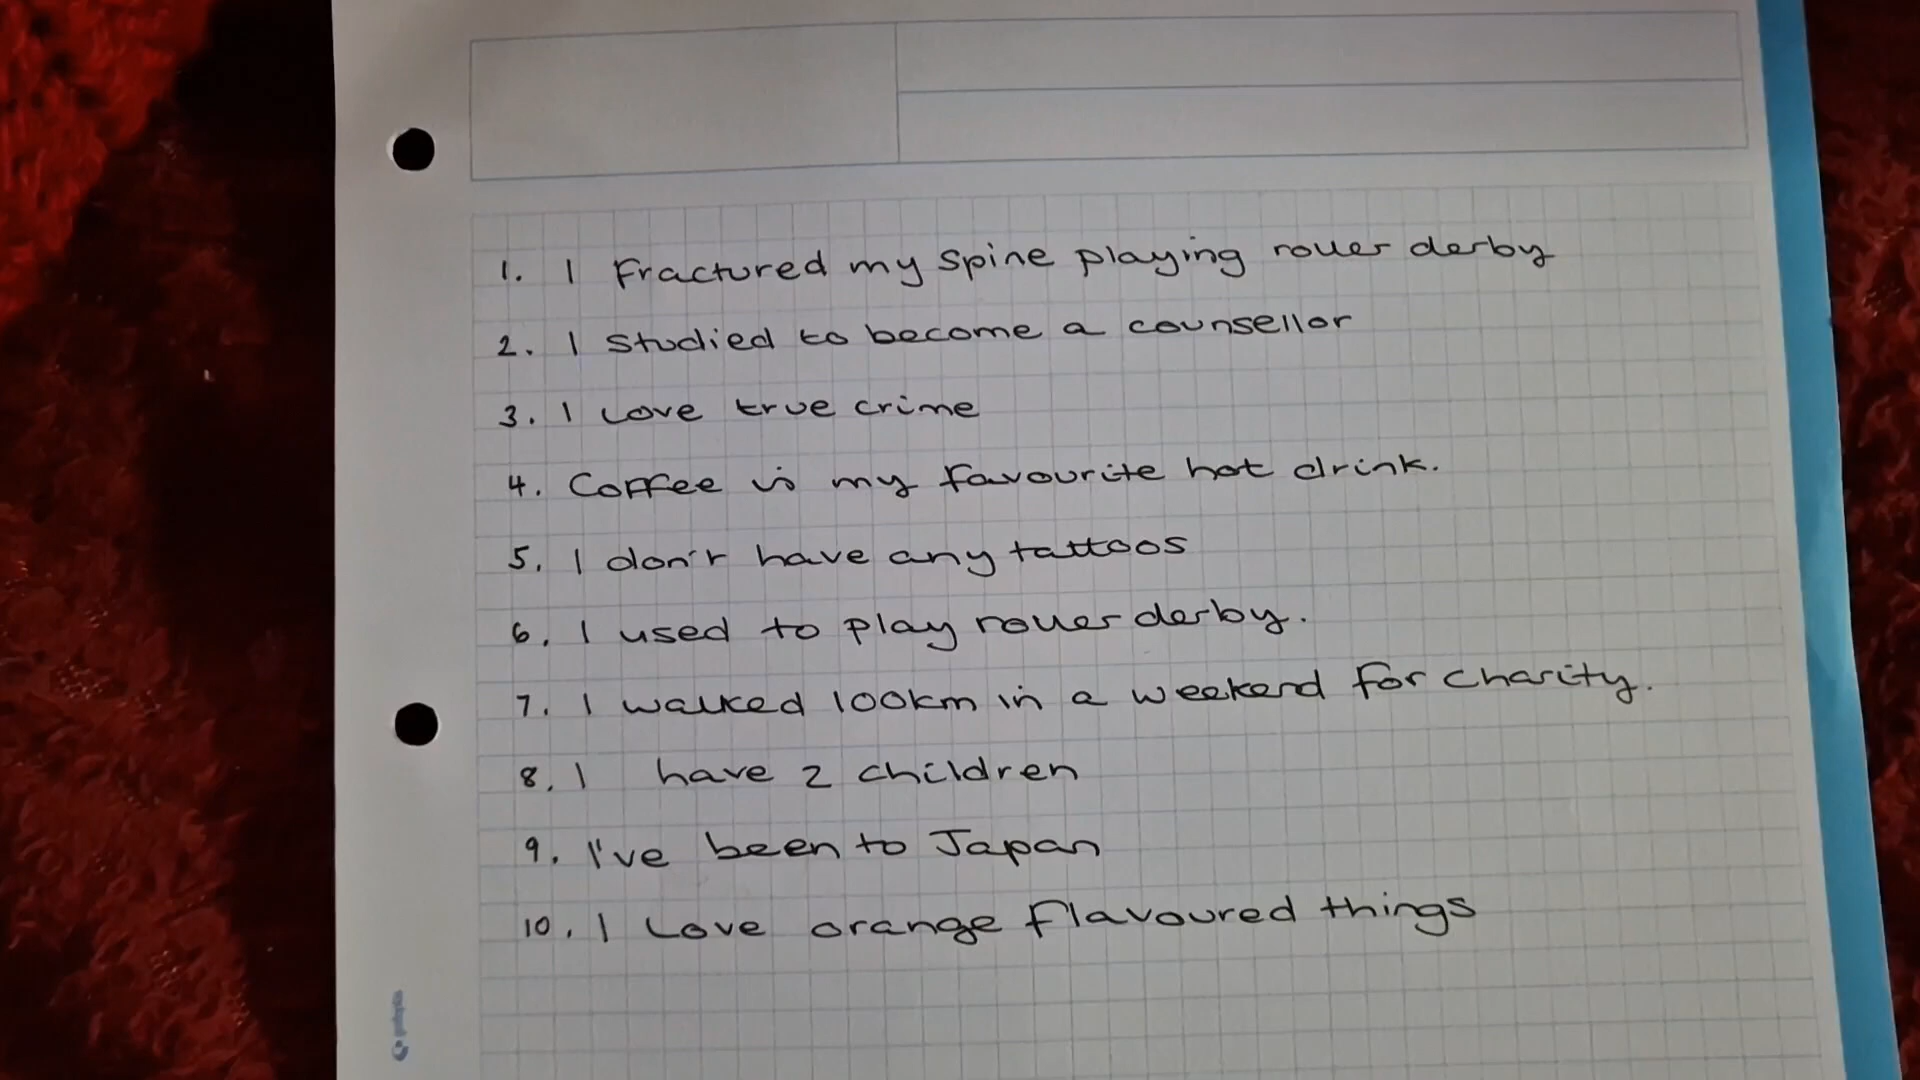 1. I Fractured my spine playing roller derby
2. I studied to become a counsellor
3. I Love true crime
4. Coffee is my favourite hot drink.
5. I don't have any tattoos
6. I used to play roller derby.
7. I walked 100km in a weekend for charity.
8. I have 2 children
9. I've been to Japan
10. I Love orange flavoured things